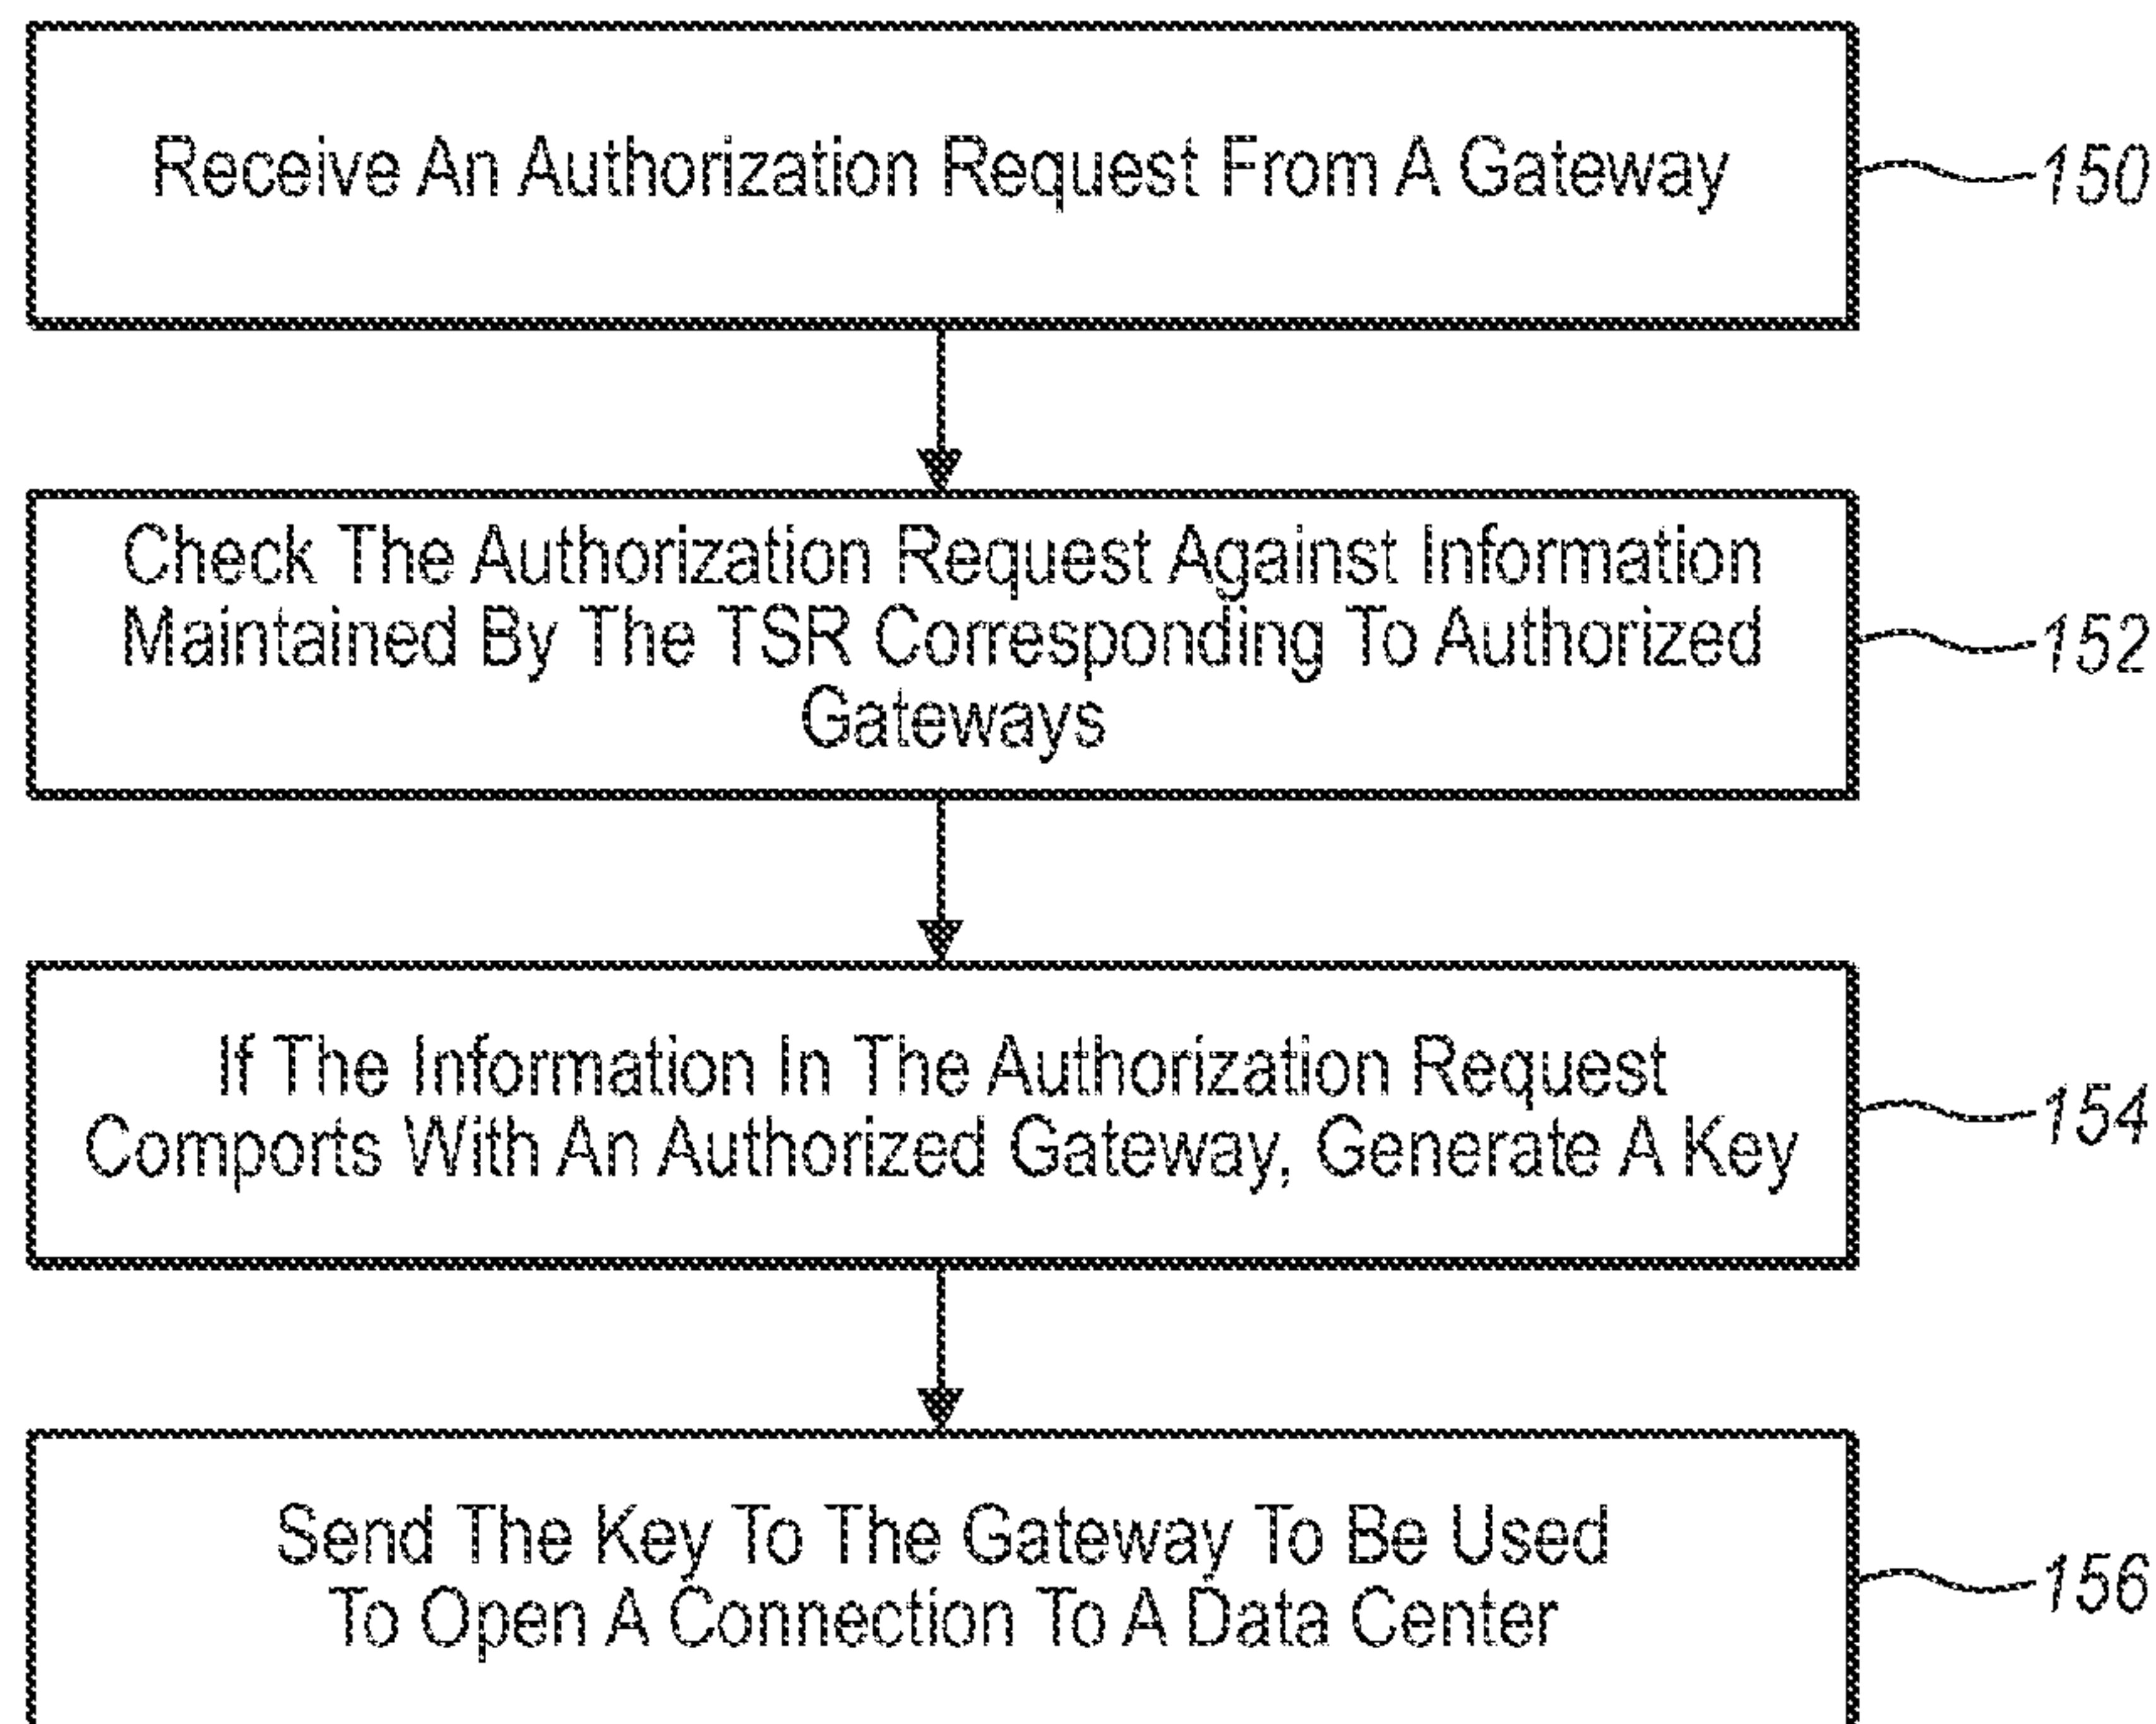 Receive An Authorization Request From A Gateway
150
Check The Authorization Request Against Information
Maintained By The TSR Corresponding To Authorized
Gateways
152
If The Information In The Authorization Request
Comports With An Authorized Gateway, Generate A Key
154
Send The Key To The Gateway To Be Used
To Open A Connection To A Data Center
156